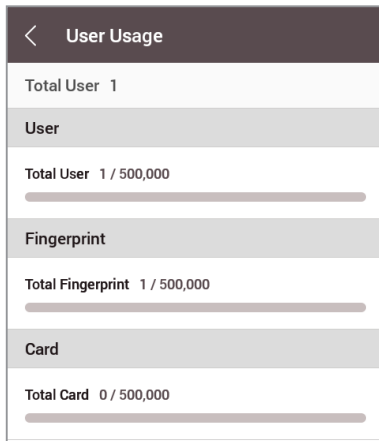 User Usage
Total User 1
User
Total User 1 / 500,000
Fingerprint
Total Fingerprint 1 / 500,000
Card
Total Card 0 / 500,000